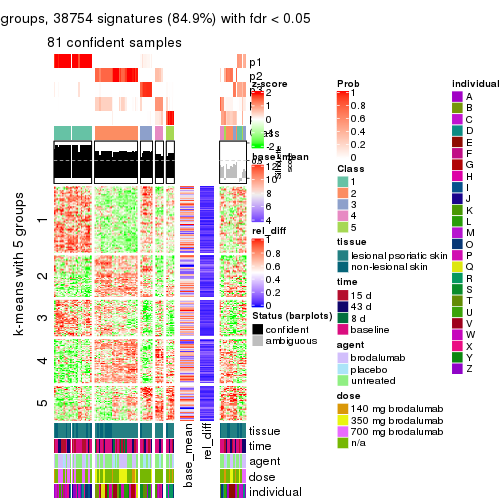 groups, 38754 signatures (84.9%) with fdr < 0.05
81 confident samples
p1
p2
z-score
2
1
0
-1
-2
base_mean
12
10
8
6
4
rel_diff
1
0.8
0.6
0.4
0.2
0
Status (barplots)
confident
ambiguous
k-means with 5 groups
1
2
3
4
5
tissue
time
agent
dose
individual
base_mean
rel_diff
Prob
1
0.8
0.6
0.4
0.2
0
Class
1
2
3
4
5
tissue
lesional psoriatic skin
non-lesional skin
time
15 d
43 d
8 d
baseline
agent
brodalumab
placebo
untreated
dose
140 mg brodalumab
350 mg brodalumab
700 mg brodalumab
n/a
individual
A
B
C
D
E
F
G
H
I
J
K
L
M
O
P
Q
R
S
T
U
V
W
X
Y
Z